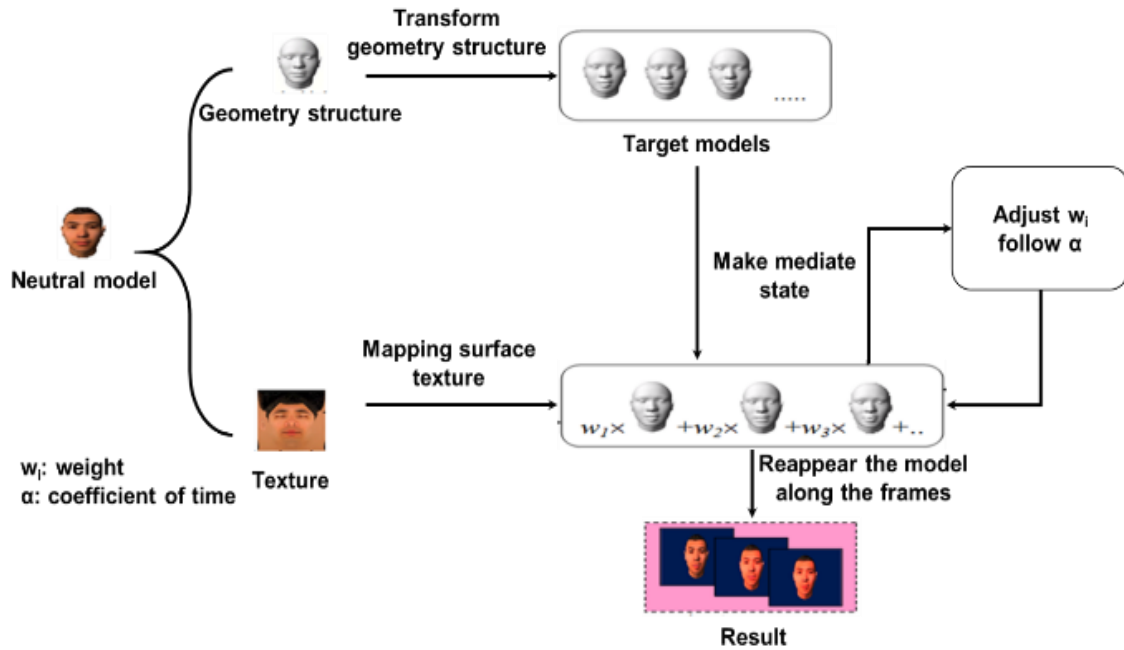 Transform
geometry structure
Geometry structure
.....
Target models
Adjust wi
follow α
Neutral model
Make mediate
state
Mapping surface
texture
w1× +w2× +w3× +..
wi: weight
α: coefficient of time
Texture
Reappear the model
along the frames
Result